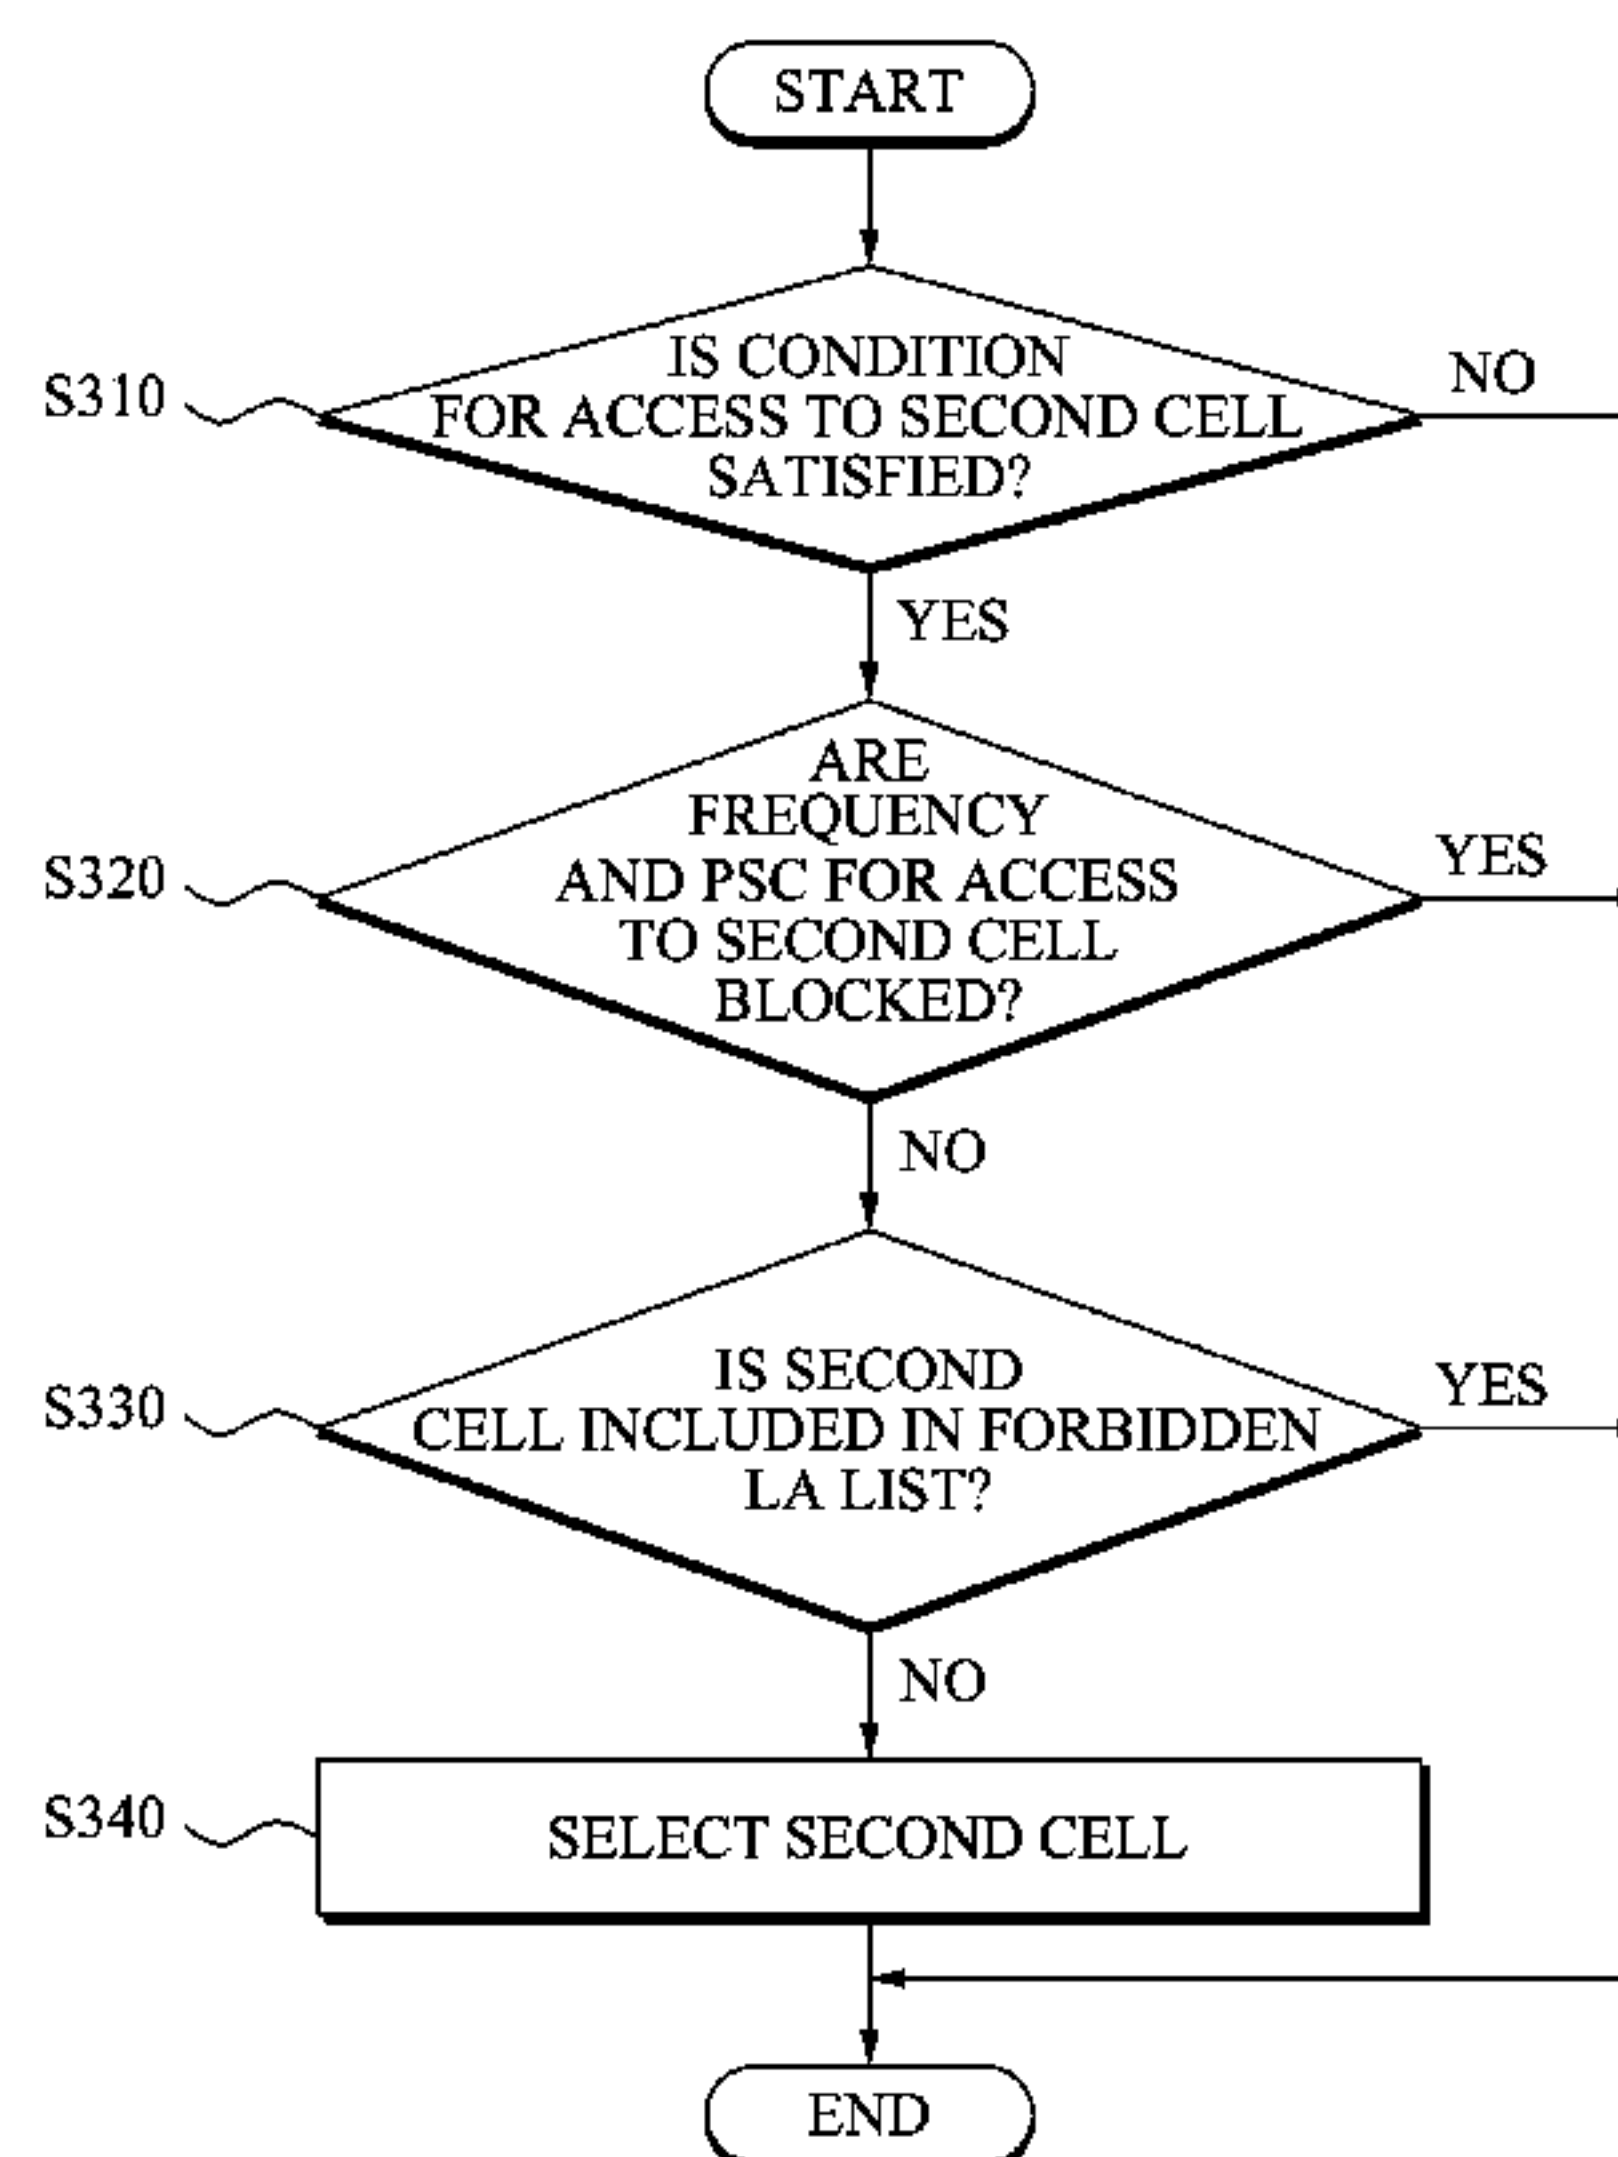 START
IS CONDITION
FOR ACCESS TO SECOND CELL
SATISFIED?
S310
NO
YES
ARE
FREQUENCY
AND PSC FOR ACCESS
TO SECOND CELL
BLOCKED?
S320
YES
NO
IS SECOND
CELL INCLUDED IN FORBIDDEN
LA LIST?
S330
YES
NO
S340
SELECT SECOND CELL
END